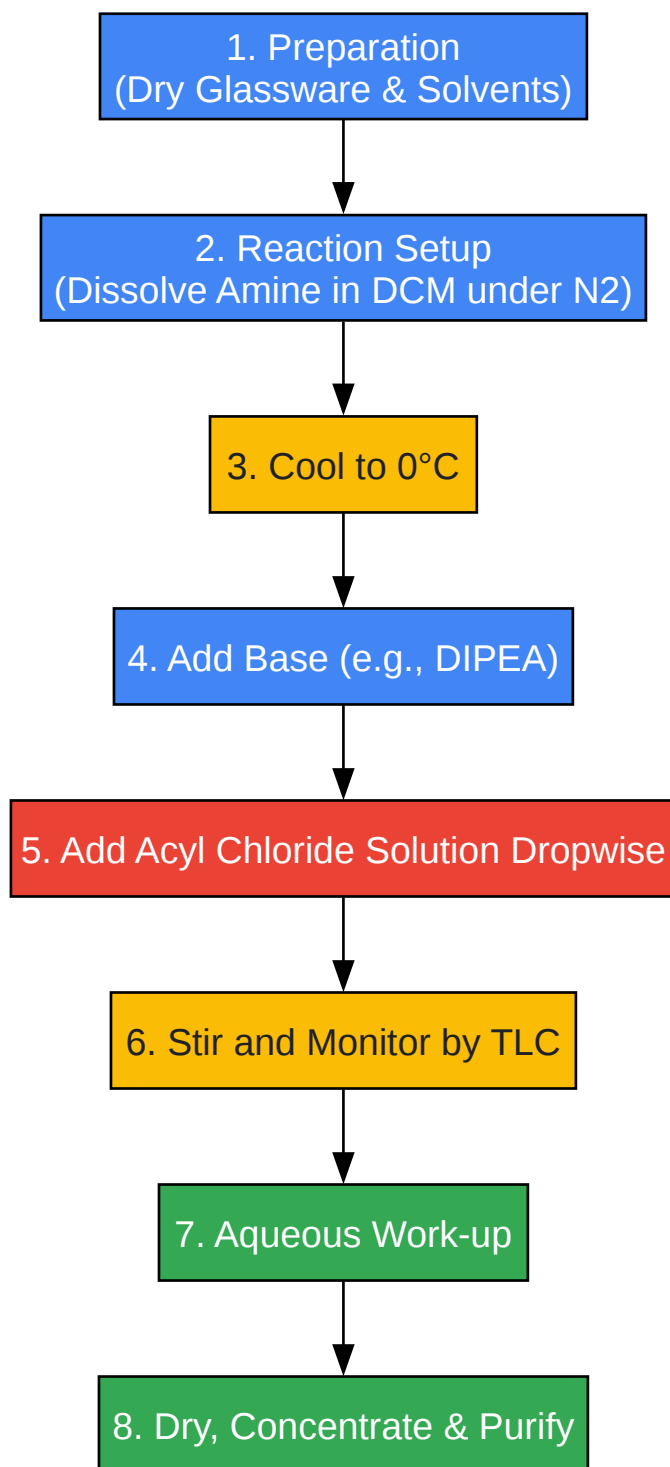 1. Preparation
(Dry Glassware & Solvents)
2. Reaction Setup
(Dissolve Amine in DCM under N2)
3. Cool to 0°C
4. Add Base (e.g., DIPEA)
5. Add Acyl Chloride Solution Dropwise
6. Stir and Monitor by TLC
7. Aqueous Work-up
8. Dry, Concentrate & Purify